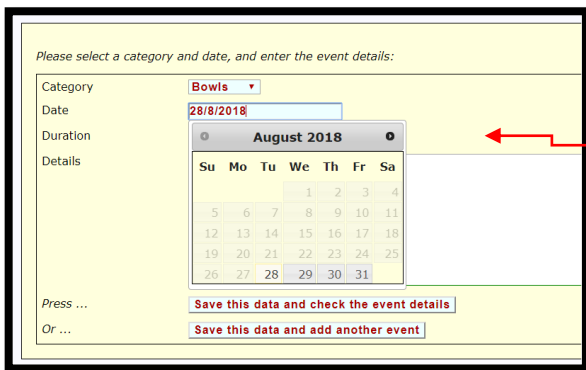 Please select a category and date, and enter the event details:
Category Bowls
Date 28/8/2018
Duration
August 2018
Details
Su Mo Tu We Th Fr Sa
1 2 3 4
5 6 7 8 9 10 11
12 13 14 15 16 17 18
19 20 21 22 23 24 25
26 27 28 29 30 31
Press ... Save this data and check the event details
Or ... Save this data and add another event